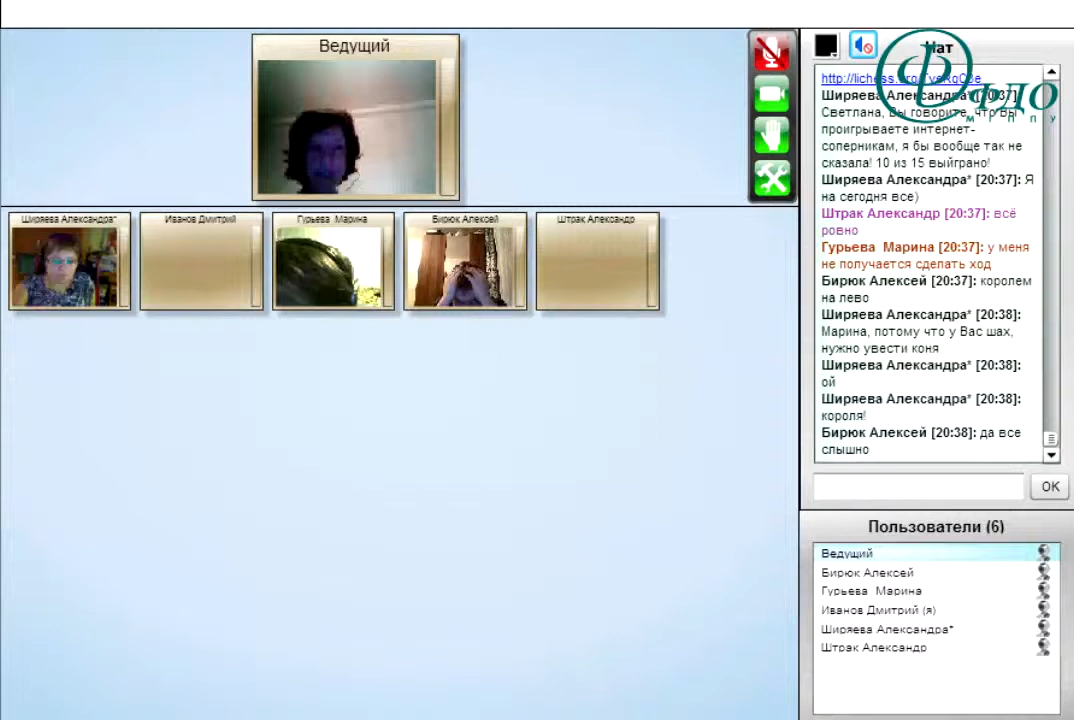 Ведущий
Ширяева Александра*
Иванов Дмитрий
Гурьева Марина
Бирюк Алексей
Штрак Александр
Чат
ФДО
МГППУ
Ширяева Александра* [20:37]:
Светлана, Вы говорите, что Вы
проигрываете интернет-
соперникам, я бы вообще так не
сказала! 10 из 15 выиграно!
Ширяева Александра* [20:37]: Я
на сегодня все)
Штрак Александр [20:37]: всё
ровно
Гурьева Марина [20:37]: у меня
не получается сделать ход
Бирюк Алексей [20:37]: королем
на лево
Ширяева Александра* [20:38]:
Марина, потому что у Вас шах,
нужно увести коня
Ширяева Александра* [20:38]:
ой
Ширяева Александра* [20:38]:
короля!
Бирюк Алексей [20:38]: да все
слышно
OK
Пользователи (6)
Ведущий
Бирюк Алексей
Гурьева Марина
Иванов Дмитрий (я)
Ширяева Александра*
Штрак Александр